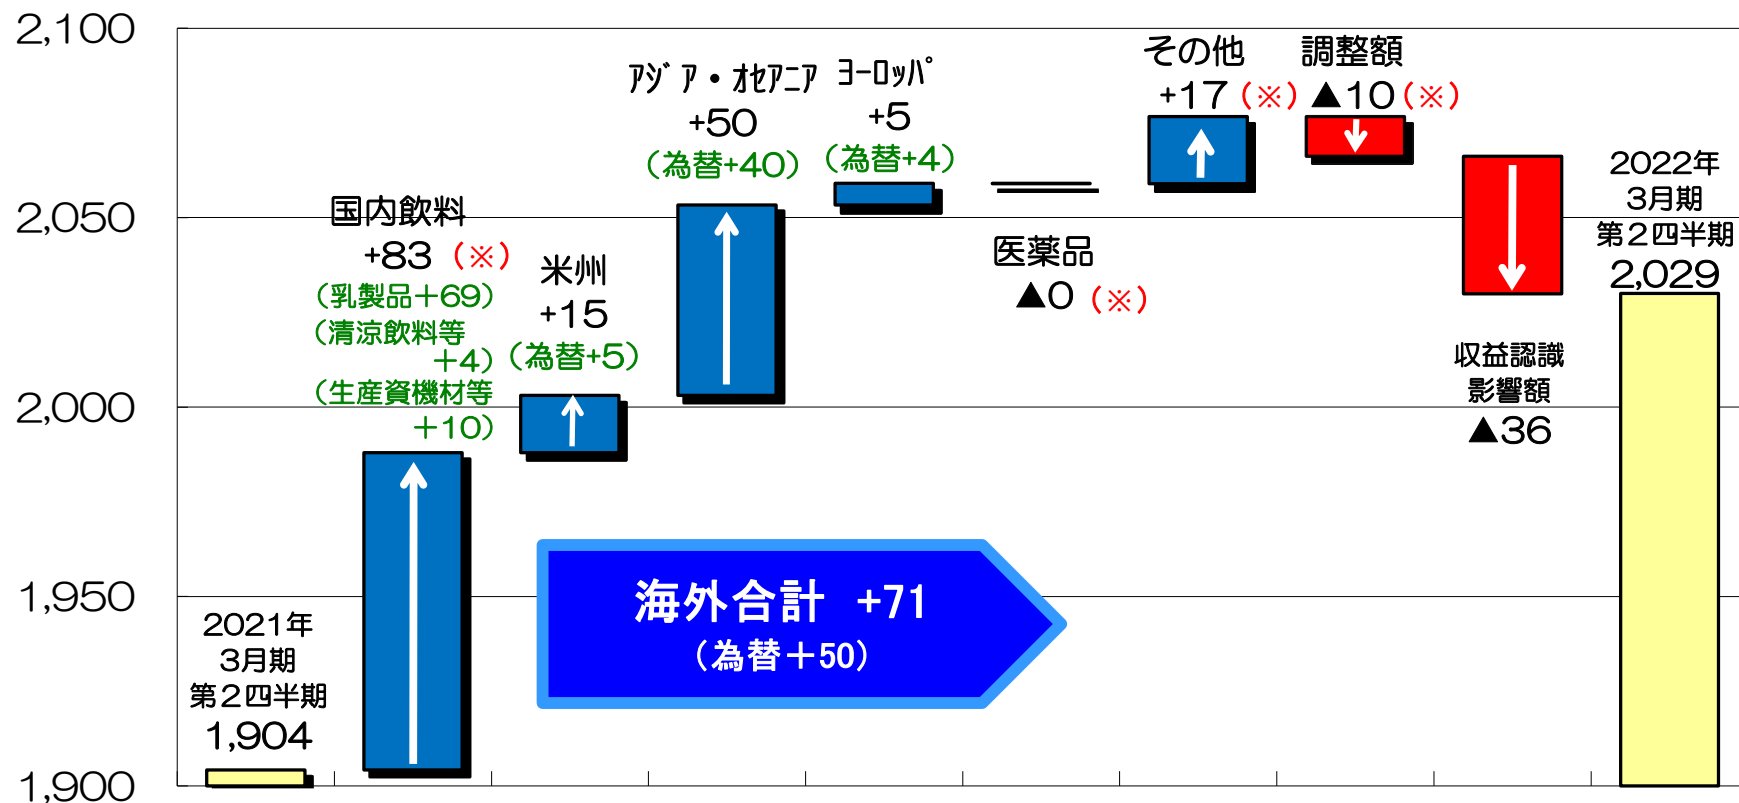 2,100
2,050
2,000
1,950
1,900
2021年
3月期
第2四半期
1,904
国内飲料
+83（※）
（乳製品＋69）
（清涼飲料等
＋4）
（生産資機材等
＋10）
米州
+15
（為替+5）
ｱｼﾞｱ・ｵｾｱﾆｱ
+50
（為替+40）
ﾖｰﾛｯﾊﾟ
+5
（為替+4）
医薬品
▲0（※）
その他
+17（※）
調整額
▲10（※）
収益認識
影響額
▲36
2022年
3月期
第2四半期
2,029
海外合計 +71
（為替＋50）